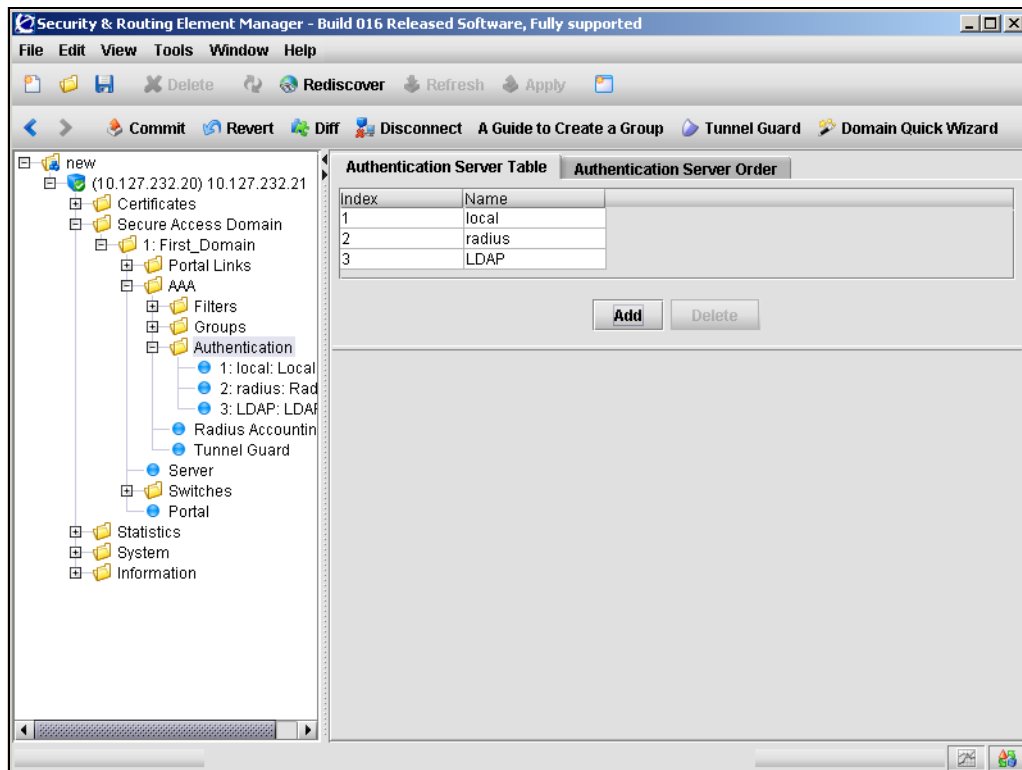 Security & Routing Element Manager - Build 016 Released Software, Fully supported
File Edit View Tools Window Help
Delete Rediscover Refresh Apply
Commit Revert Diff Disconnect A Guide to Create a Group Tunnel Guard Domain Quick Wizard
new
(10.127.232.20) 10.127.232.21
Certificates
Secure Access Domain
1: First_Domain
Portal Links
AAA
Filters
Groups
Authentication
1: local: Local
2: radius: Rad
3: LDAP: LDAP
Radius Accountin
Tunnel Guard
Server
Switches
Portal
Statistics
System
Information
Authentication Server Table Authentication Server Order
Index Name
1 local
2 radius
3 LDAP
Add Delete